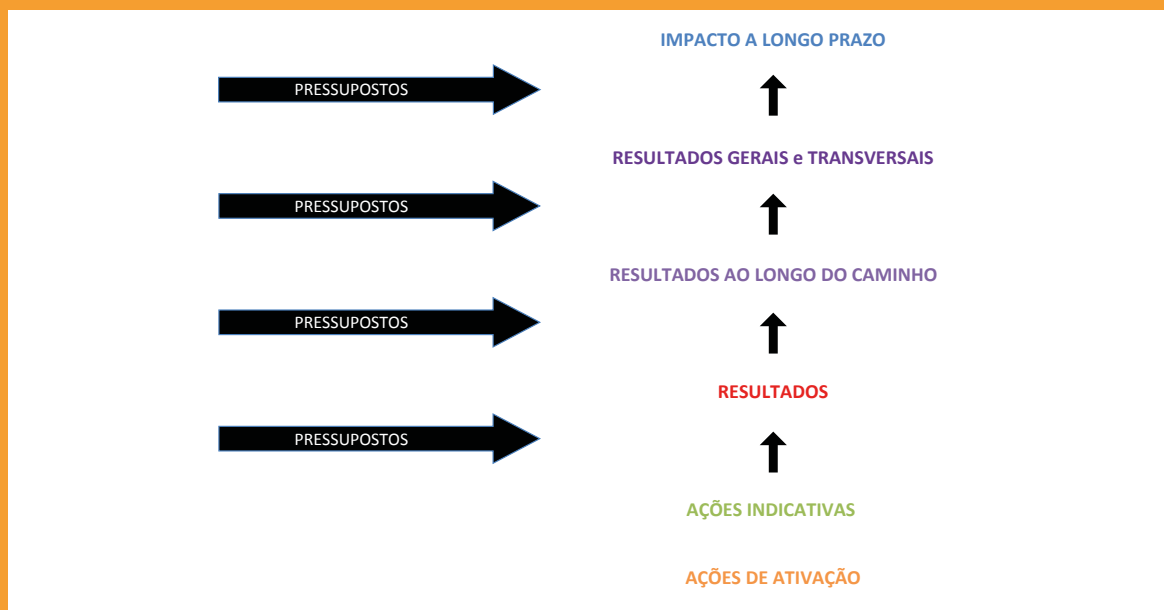 IMPACTO A LONGO PRAZO
PRESSUPOSTOS
RESULTADOS GERAIS e TRANSVERSAIS
PRESSUPOSTOS
RESULTADOS AO LONGO DO CAMINHO
PRESSUPOSTOS
RESULTADOS
PRESSUPOSTOS
AÇÕES INDICATIVAS
AÇÕES DE ATIVAÇÃO